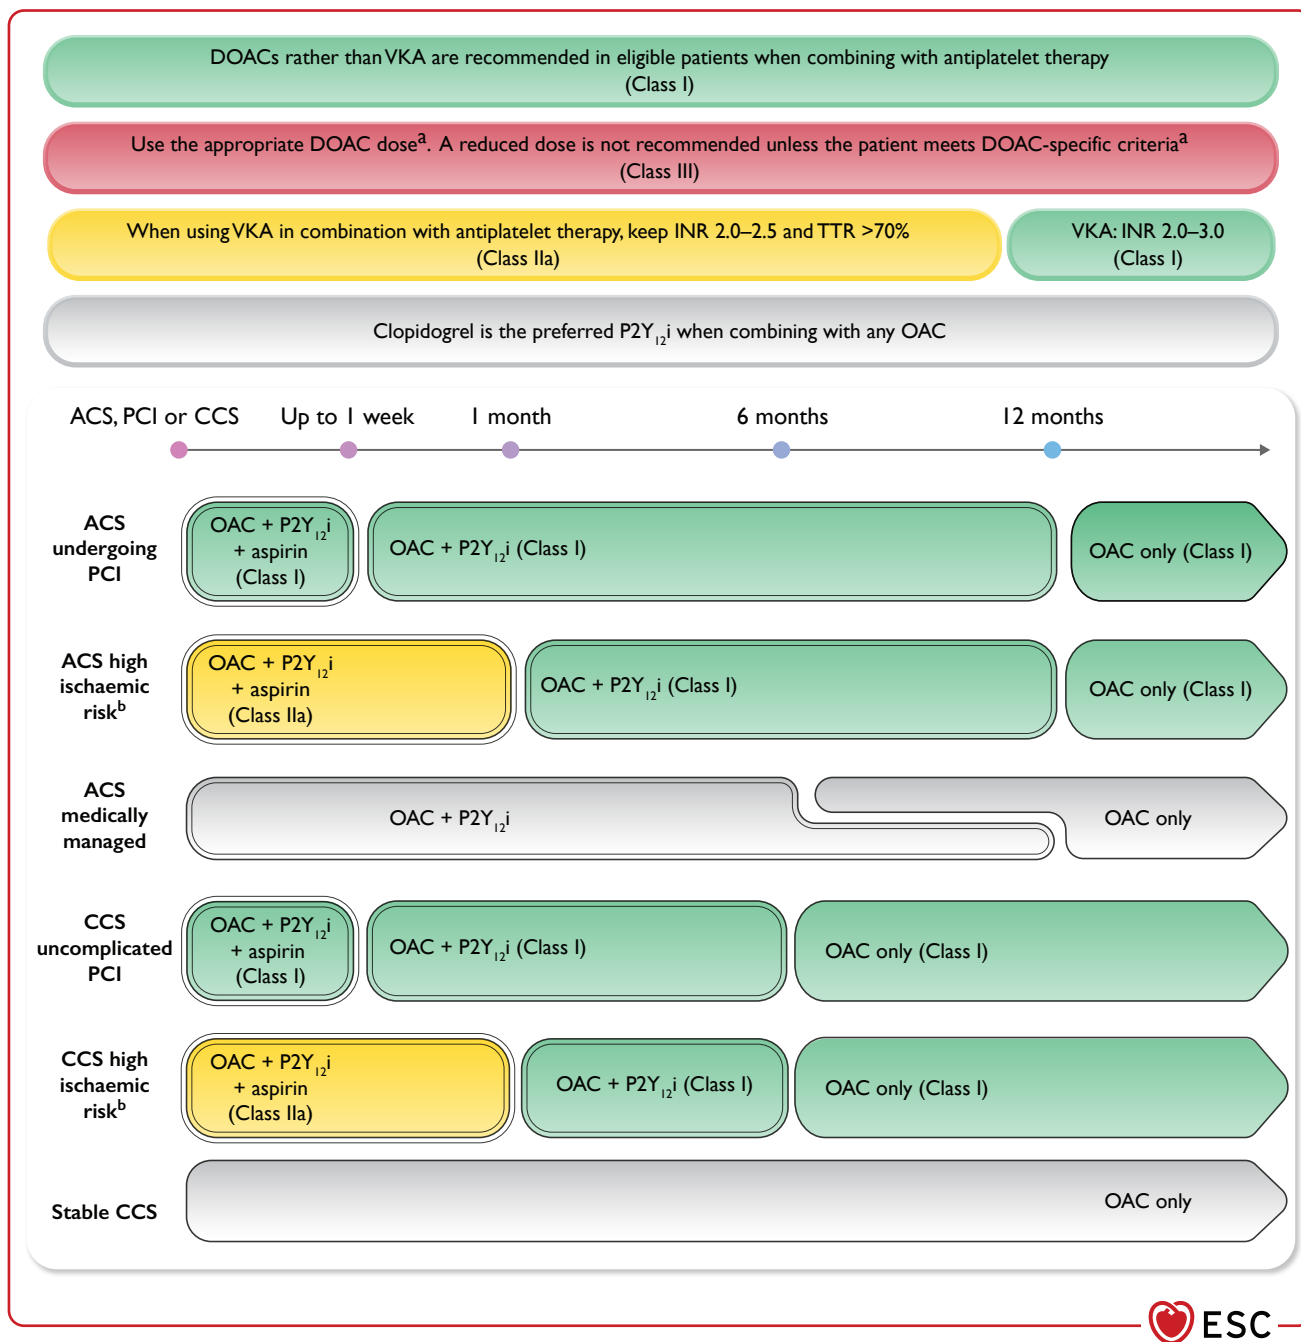 DOACs rather than VKA are recommended in eligible patients when combining with antiplatelet therapy
(Class I)
Use the appropriate DOAC doseᵃ. A reduced dose is not recommended unless the patient meets DOAC-specific criteriaᵃ
(Class III)
When using VKA in combination with antiplatelet therapy, keep INR 2.0–2.5 and TTR >70%
(Class IIa)
VKA: INR 2.0–3.0
(Class I)
Clopidogrel is the preferred P2Y₁₂i when combining with any OAC
ACS, PCI or CCS
Up to 1 week
1 month
6 months
12 months
ACS
undergoing
PCI
OAC + P2Y₁₂i
+ aspirin
(Class I)
OAC + P2Y₁₂i (Class I)
OAC only (Class I)
ACS high
ischaemic
riskᵇ
OAC + P2Y₁₂i
+ aspirin
(Class IIa)
OAC + P2Y₁₂i (Class I)
OAC only (Class I)
ACS
medically
managed
OAC + P2Y₁₂i
OAC only
CCS
uncomplicated
PCI
OAC + P2Y₁₂i
+ aspirin
(Class I)
OAC + P2Y₁₂i (Class I)
OAC only (Class I)
CCS high
ischaemic
riskᵇ
OAC + P2Y₁₂i
+ aspirin
(Class IIa)
OAC + P2Y₁₂i (Class I)
OAC only (Class I)
Stable CCS
OAC only
ESC